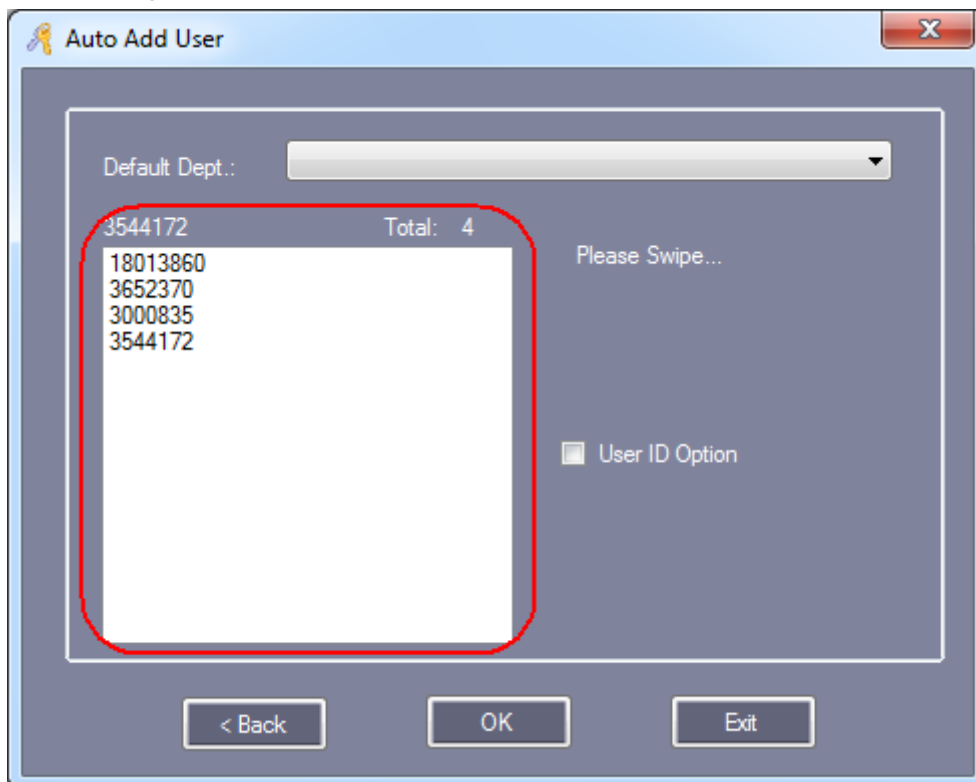 Auto Add User
Default Dept.:
3544172 Total: 4
18013860
3652370
3000835
3544172
Please Swipe...
User ID Option
< Back OK Exit